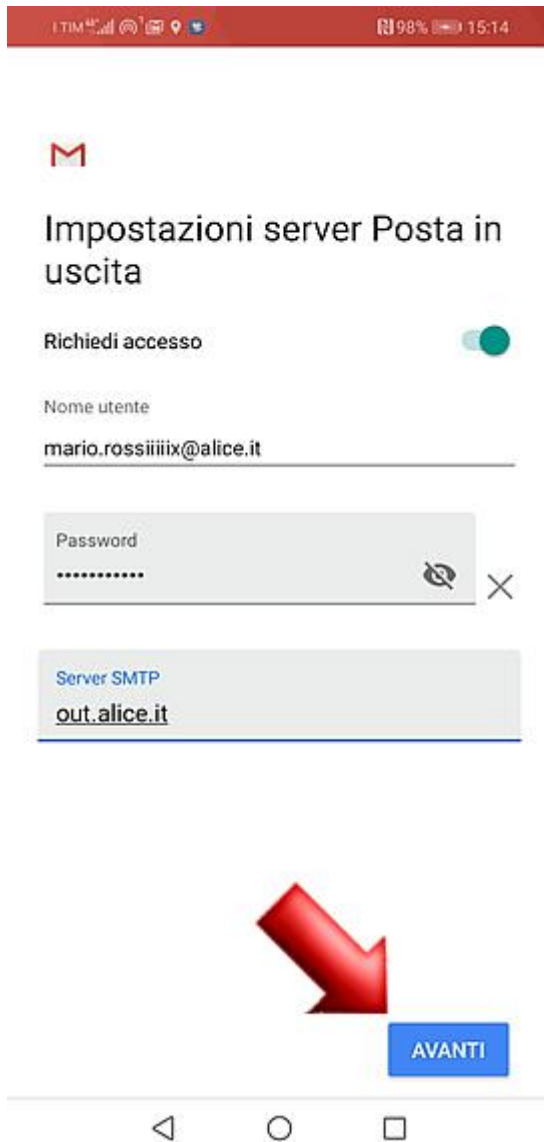 I TIM 98% 15:14
Impostazioni server Posta in
uscita
Richiedi accesso
Nome utente
mario.rossiiiiix@alice.it
Password
•••••••••••
Server SMTP
out.alice.it
AVANTI